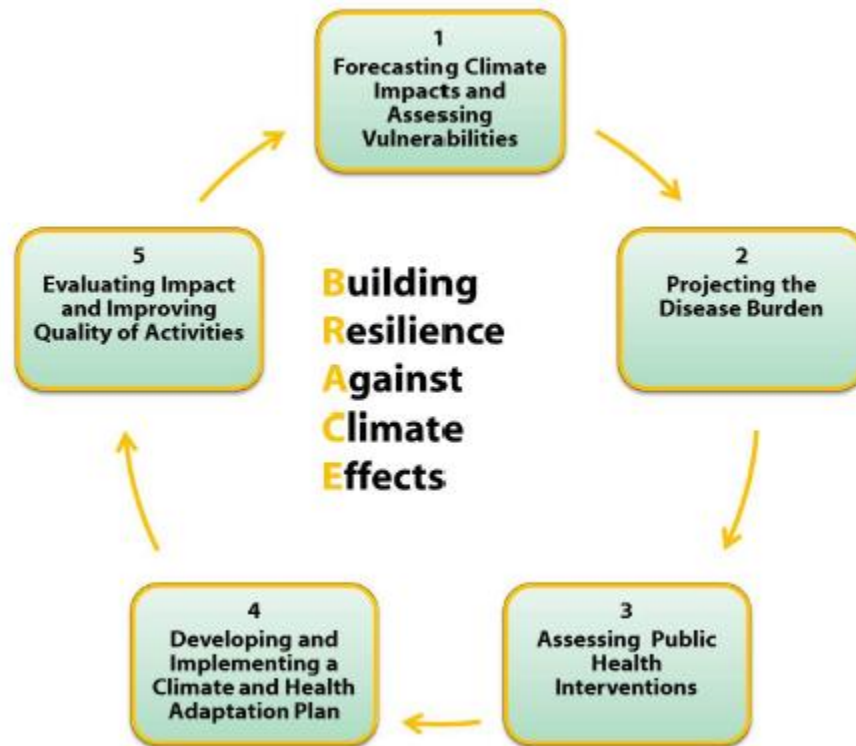 1
Forecasting Climate
Impacts and
Assessing
Vulnerabilities
2
Projecting the
Disease Burden
3
Assessing Public
Health
Interventions
4
Developing and
Implementing a
Climate and Health
Adaptation Plan
5
Evaluating Impact
and Improving
Quality of Activities
Building
Resilience
Against
Climate
Effects